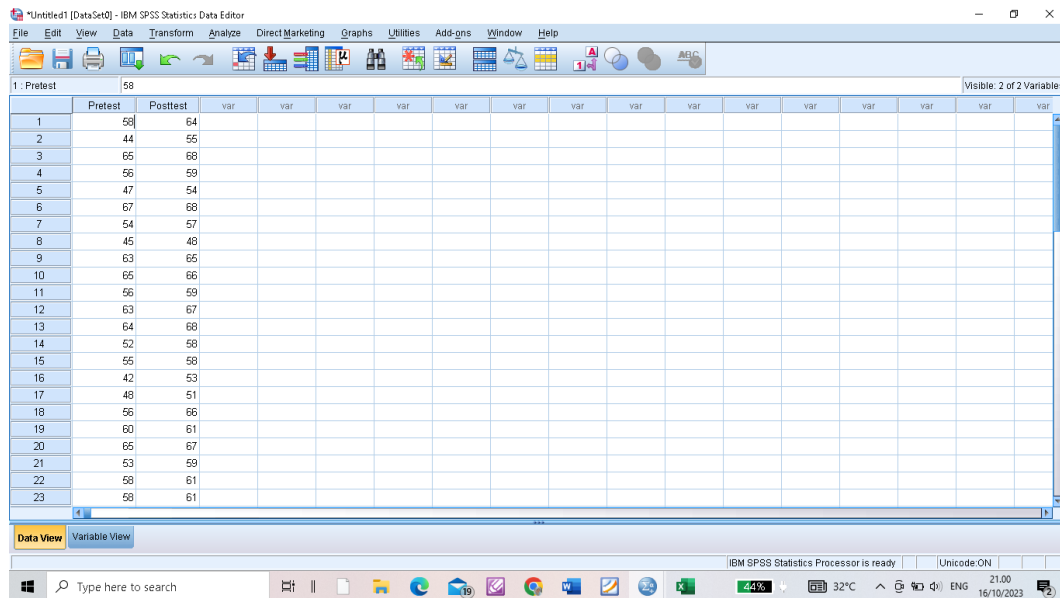 *Untitled1 [DataSet0] - IBM SPSS Statistics Data Editor
File Edit View Data Transform Analyze Direct Marketing Graphs Utilities Add-ons Window Help
1 : Pretest 58 Visible: 2 of 2 Variable
Pretest Posttest var var var var var var var var var var var var var var var
1 58 64
2 44 55
3 65 68
4 56 59
5 47 54
6 67 68
7 54 57
8 45 48
9 63 65
10 65 66
11 56 59
12 63 67
13 64 68
14 52 58
15 55 58
16 42 53
17 48 51
18 56 66
19 60 61
20 65 67
21 53 59
22 58 61
23 58 61
Data View Variable View
IBM SPSS Statistics Processor is ready Unicode:ON
Type here to search 19 44% 32°C ENG 21.00
16/10/2023